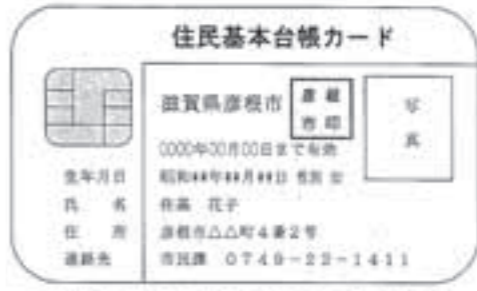 住民基本台帳カード
滋賀県彦根市
彦根
市印
写
真
0000年00月00日まで有効
生年月日 昭和**年**月**日 性別 女
氏 名 花子
住 所 彦根市△△町4番2号
連絡先 市民課 0749-22-1411